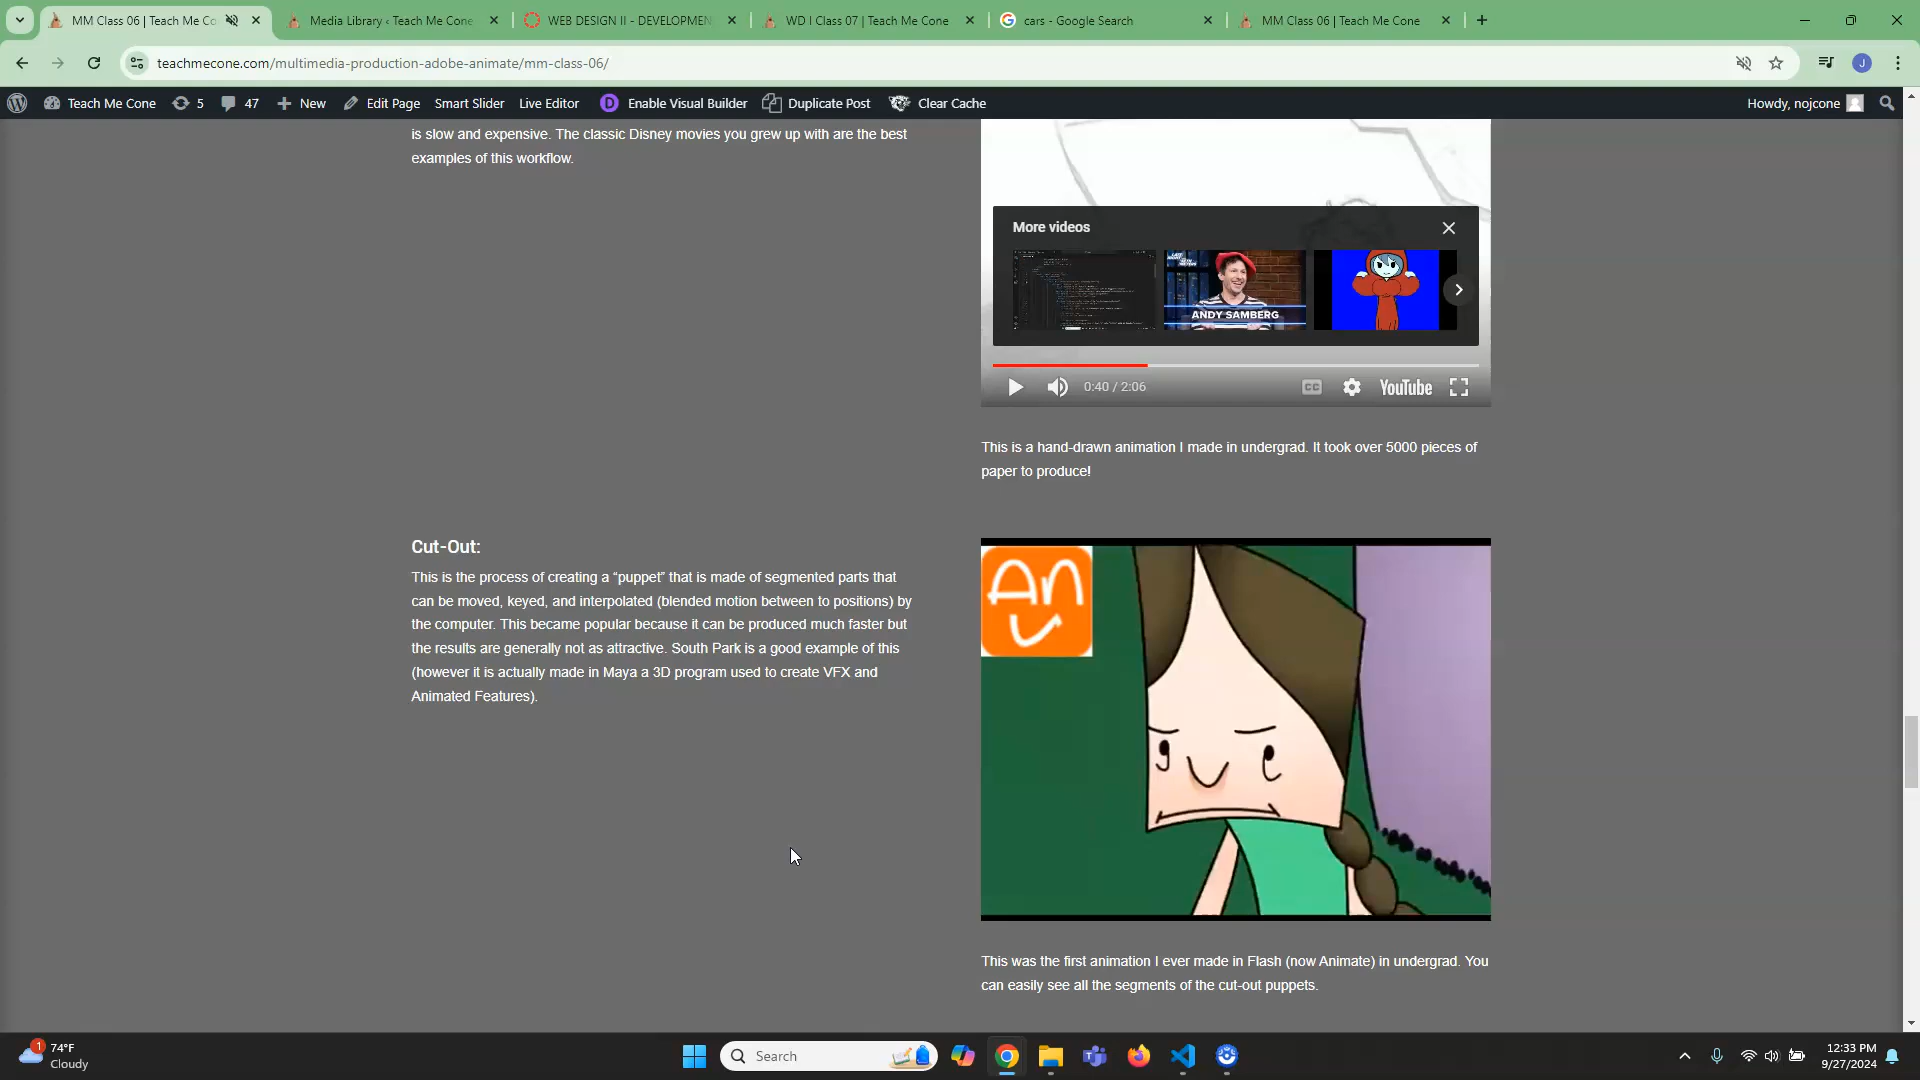 MM Class 06 | Teach Me Co
Media Library ‹ Teach Me Cone
WEB DESIGN II - DEVELOPMEN
WD I Class 07 | Teach Me Cone
cars - Google Search
MM Class 06 | Teach Me Cone
teachmecone.com/multimedia-production-adobe-animate/mm-class-06/
J
Teach Me Cone
5
47
New
Edit Page
Smart Slider
Live Editor
D
Enable Visual Builder
Duplicate Post
Clear Cache
Howdy, nojcone
is slow and expensive. The classic Disney movies you grew up with are the best
examples of this workflow.
More videos
ANDY SAMBERG
0:40 / 2:06
CC
YouTube
This is a hand-drawn animation I made in undergrad. It took over 5000 pieces of
paper to produce!
Cut-Out:
This is the process of creating a “puppet” that is made of segmented parts that
can be moved, keyed, and interpolated (blended motion between to positions) by
the computer. This became popular because it can be produced much faster but
the results are generally not as attractive. South Park is a good example of this
(however it is actually made in Maya a 3D program used to create VFX and
Animated Features).
An
This was the first animation I ever made in Flash (now Animate) in undergrad. You
can easily see all the segments of the cut-out puppets.
1
74°F
Cloudy
Search
12:33 PM
9/27/2024